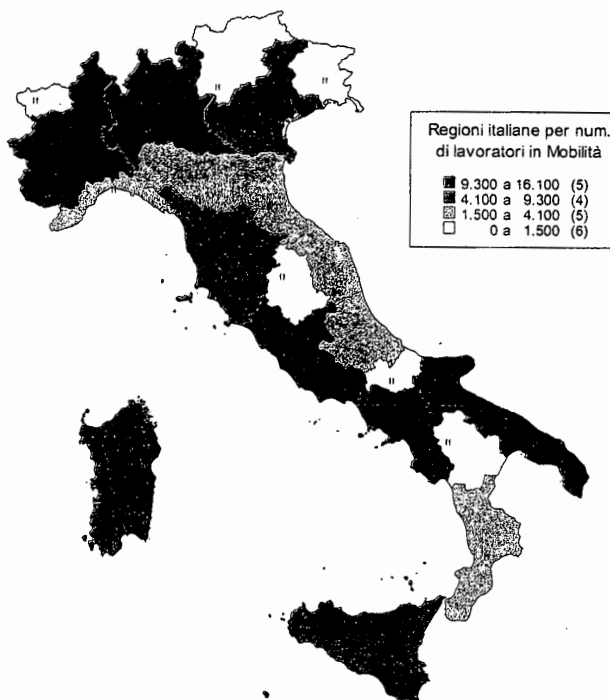 Regioni italiane per num.
di lavoratori in Mobilità
9.300 a 16.100 (5)
4.100 a 9.300 (4)
1.500 a 4.100 (5)
0 a 1.500 (6)